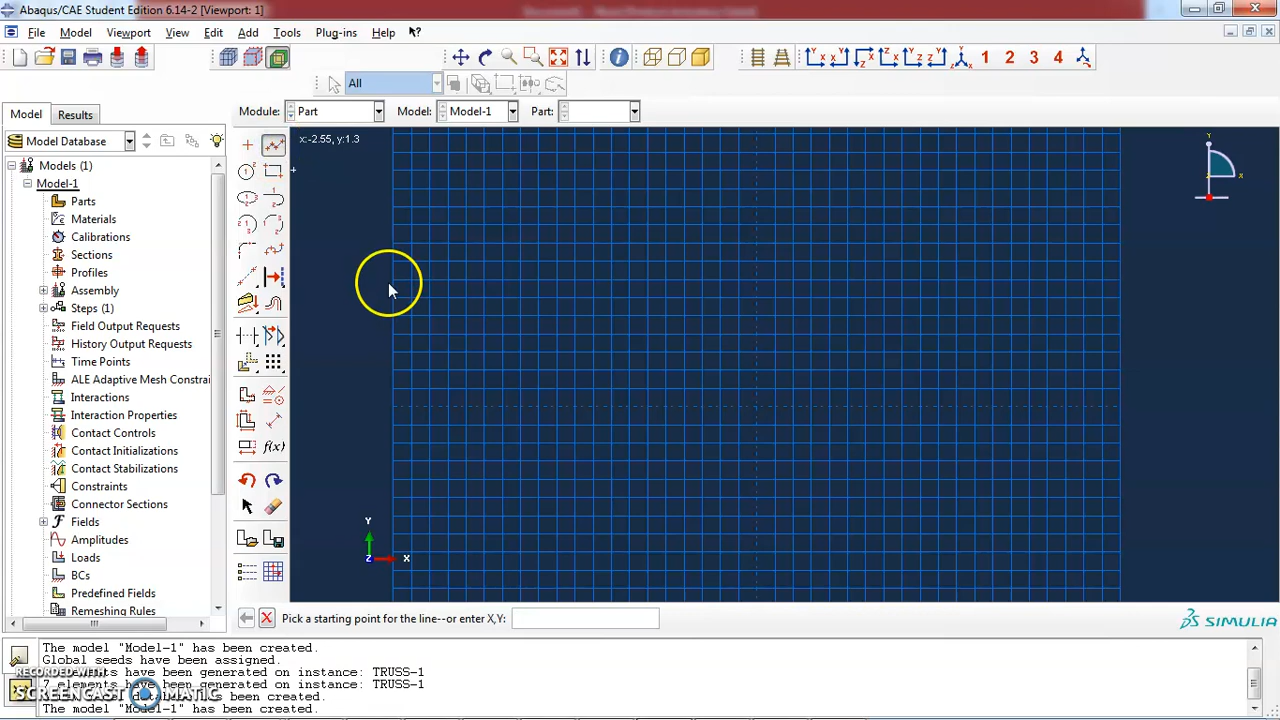 Abaqus/CAE Student Edition 6.14-2 [Viewport: 1]
File Model Viewport View Edit Add Tools Plug-ins Help
1 2 3 4
All
Model Results
Module: Part Model: Model-1 Part:
Model Database
x:-2.55, y:1.3
Models (1)
Model-1
Parts
Materials
Calibrations
Sections
Profiles
Assembly
Steps (1)
Field Output Requests
History Output Requests
Time Points
ALE Adaptive Mesh Constrai
Interactions
Interaction Properties
Contact Controls
Contact Initializations
Contact Stabilizations
Constraints
Connector Sections
Fields
Amplitudes
Loads
BCs
Predefined Fields
Remeshing Rules
f(x)
Y
X
Z
Y
X
Pick a starting point for the line--or enter X,Y:
SIMULIA
The model "Model-1" has been created.
Global seeds have been assigned.
have been generated on instance: TRUSS-1
7 elements have been generated on instance: TRUSS-1
s been created.
The model "Model-1" has been created.
RECORDED WITH
SCREENCAST MATIC